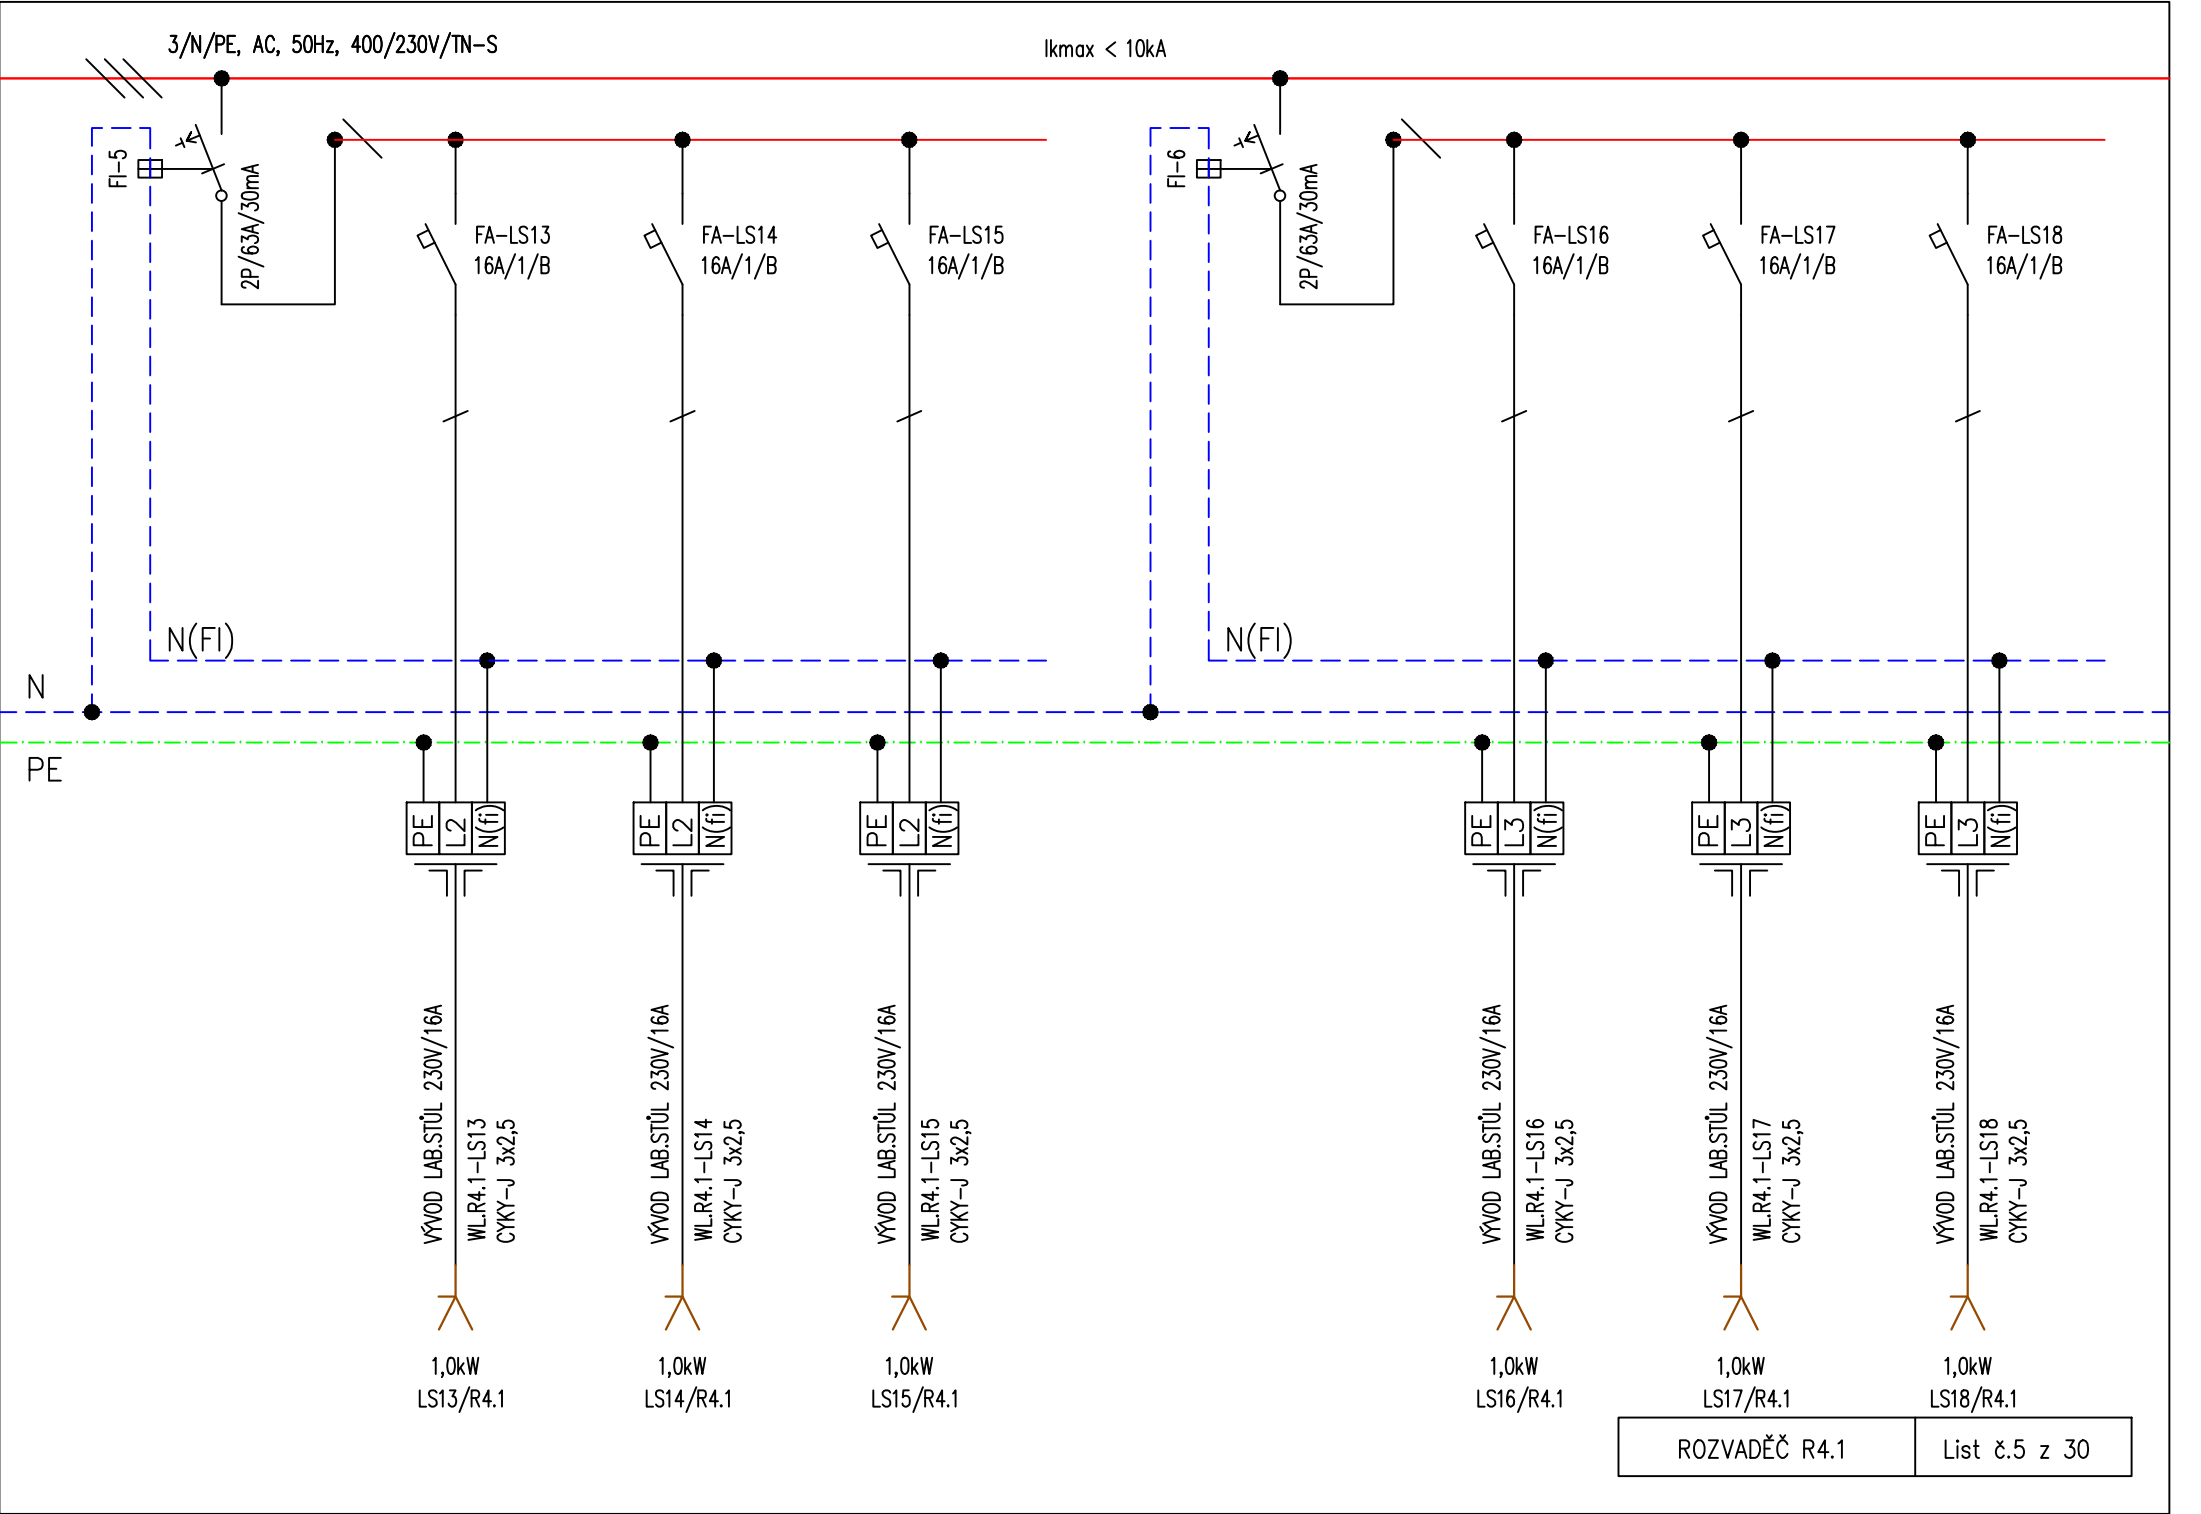 3/N/PE, AC, 50Hz, 400/230V/TN-S
Ikmax < 10kA
FI-5
2P/63A/30mA
FA-LS13
16A/1/B
FA-LS14
16A/1/B
FA-LS15
16A/1/B
FI-6
2P/63A/30mA
FA-LS16
16A/1/B
FA-LS17
16A/1/B
FA-LS18
16A/1/B
N(FI)
N(FI)
N
PE
PE
L2
N(fi)
PE
L2
N(fi)
PE
L2
N(fi)
PE
L3
N(fi)
PE
L3
N(fi)
PE
L3
N(fi)
VÝVOD LAB.STŮL 230V/16A
WL.R4.1-LS13
CYKY-J 3x2,5
VÝVOD LAB.STŮL 230V/16A
WL.R4.1-LS14
CYKY-J 3x2,5
VÝVOD LAB.STŮL 230V/16A
WL.R4.1-LS15
CYKY-J 3x2,5
VÝVOD LAB.STŮL 230V/16A
WL.R4.1-LS16
CYKY-J 3x2,5
VÝVOD LAB.STŮL 230V/16A
WL.R4.1-LS17
CYKY-J 3x2,5
VÝVOD LAB.STŮL 230V/16A
WL.R4.1-LS18
CYKY-J 3x2,5
1,0kW
LS13/R4.1
1,0kW
LS14/R4.1
1,0kW
LS15/R4.1
1,0kW
LS16/R4.1
1,0kW
LS17/R4.1
1,0kW
LS18/R4.1
ROZVADĚČ R4.1
List č.5 z 30